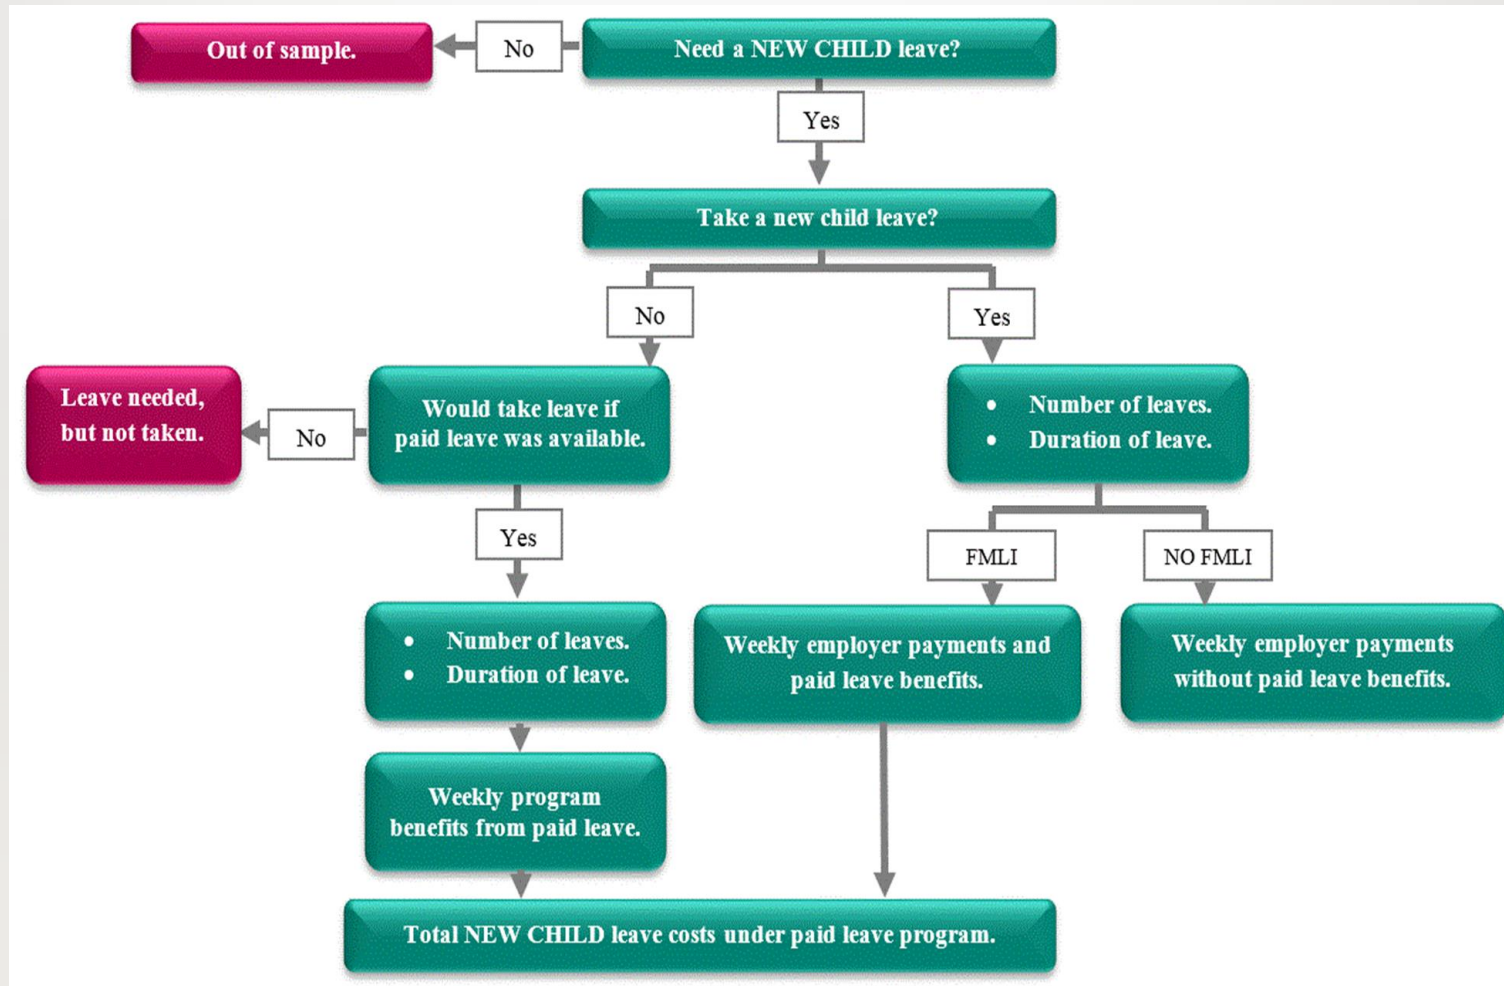 Out of sample.
No
Need a NEW CHILD leave?
Yes
Take a new child leave?
No
Yes
Leave needed,
but not taken.
No
Would take leave if
paid leave was available.
• Number of leaves.
• Duration of leave.
Yes
FMLI
NO FMLI
• Number of leaves.
• Duration of leave.
Weekly employer payments and
paid leave benefits.
Weekly employer payments
without paid leave benefits.
Weekly program
benefits from paid leave.
Total NEW CHILD leave costs under paid leave program.